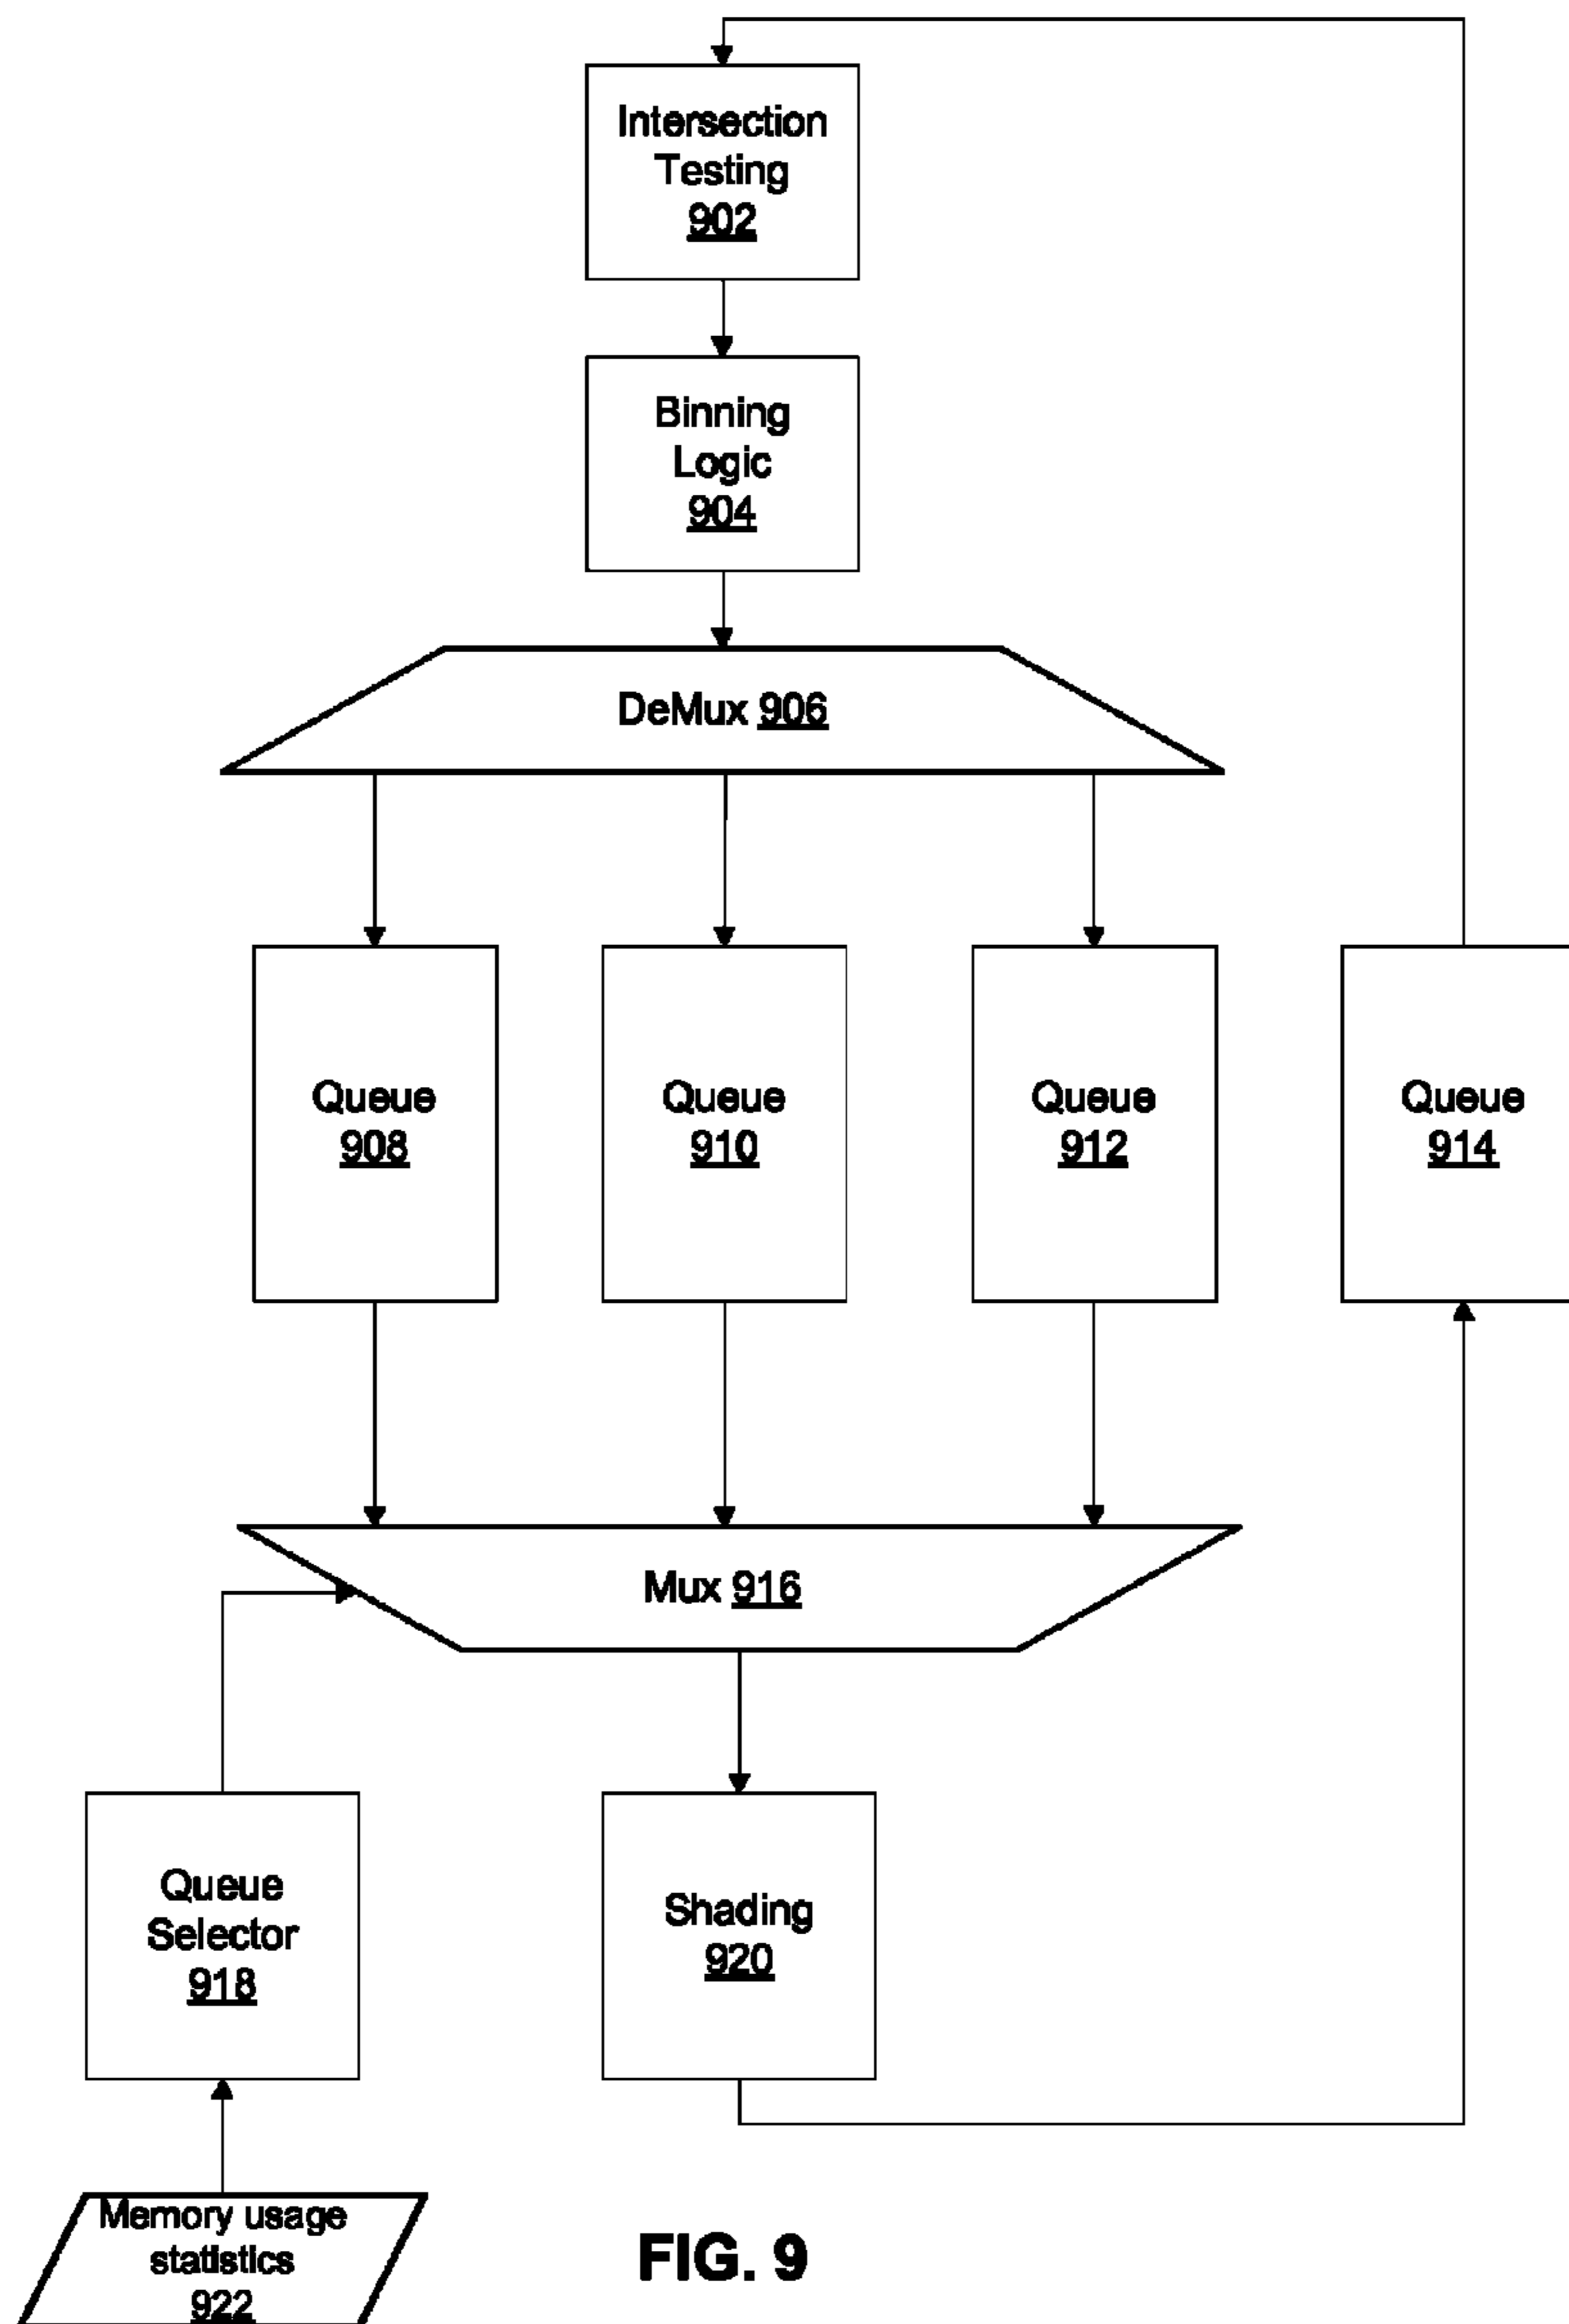 Intersection
Testing
902
Binning
Logic
904
DeMux 906
Queue
908
Queue
910
Queue
912
Queue
914
Mux 916
Queue
Selector
918
Shading
920
Memory usage
statistics
922
FIG. 9